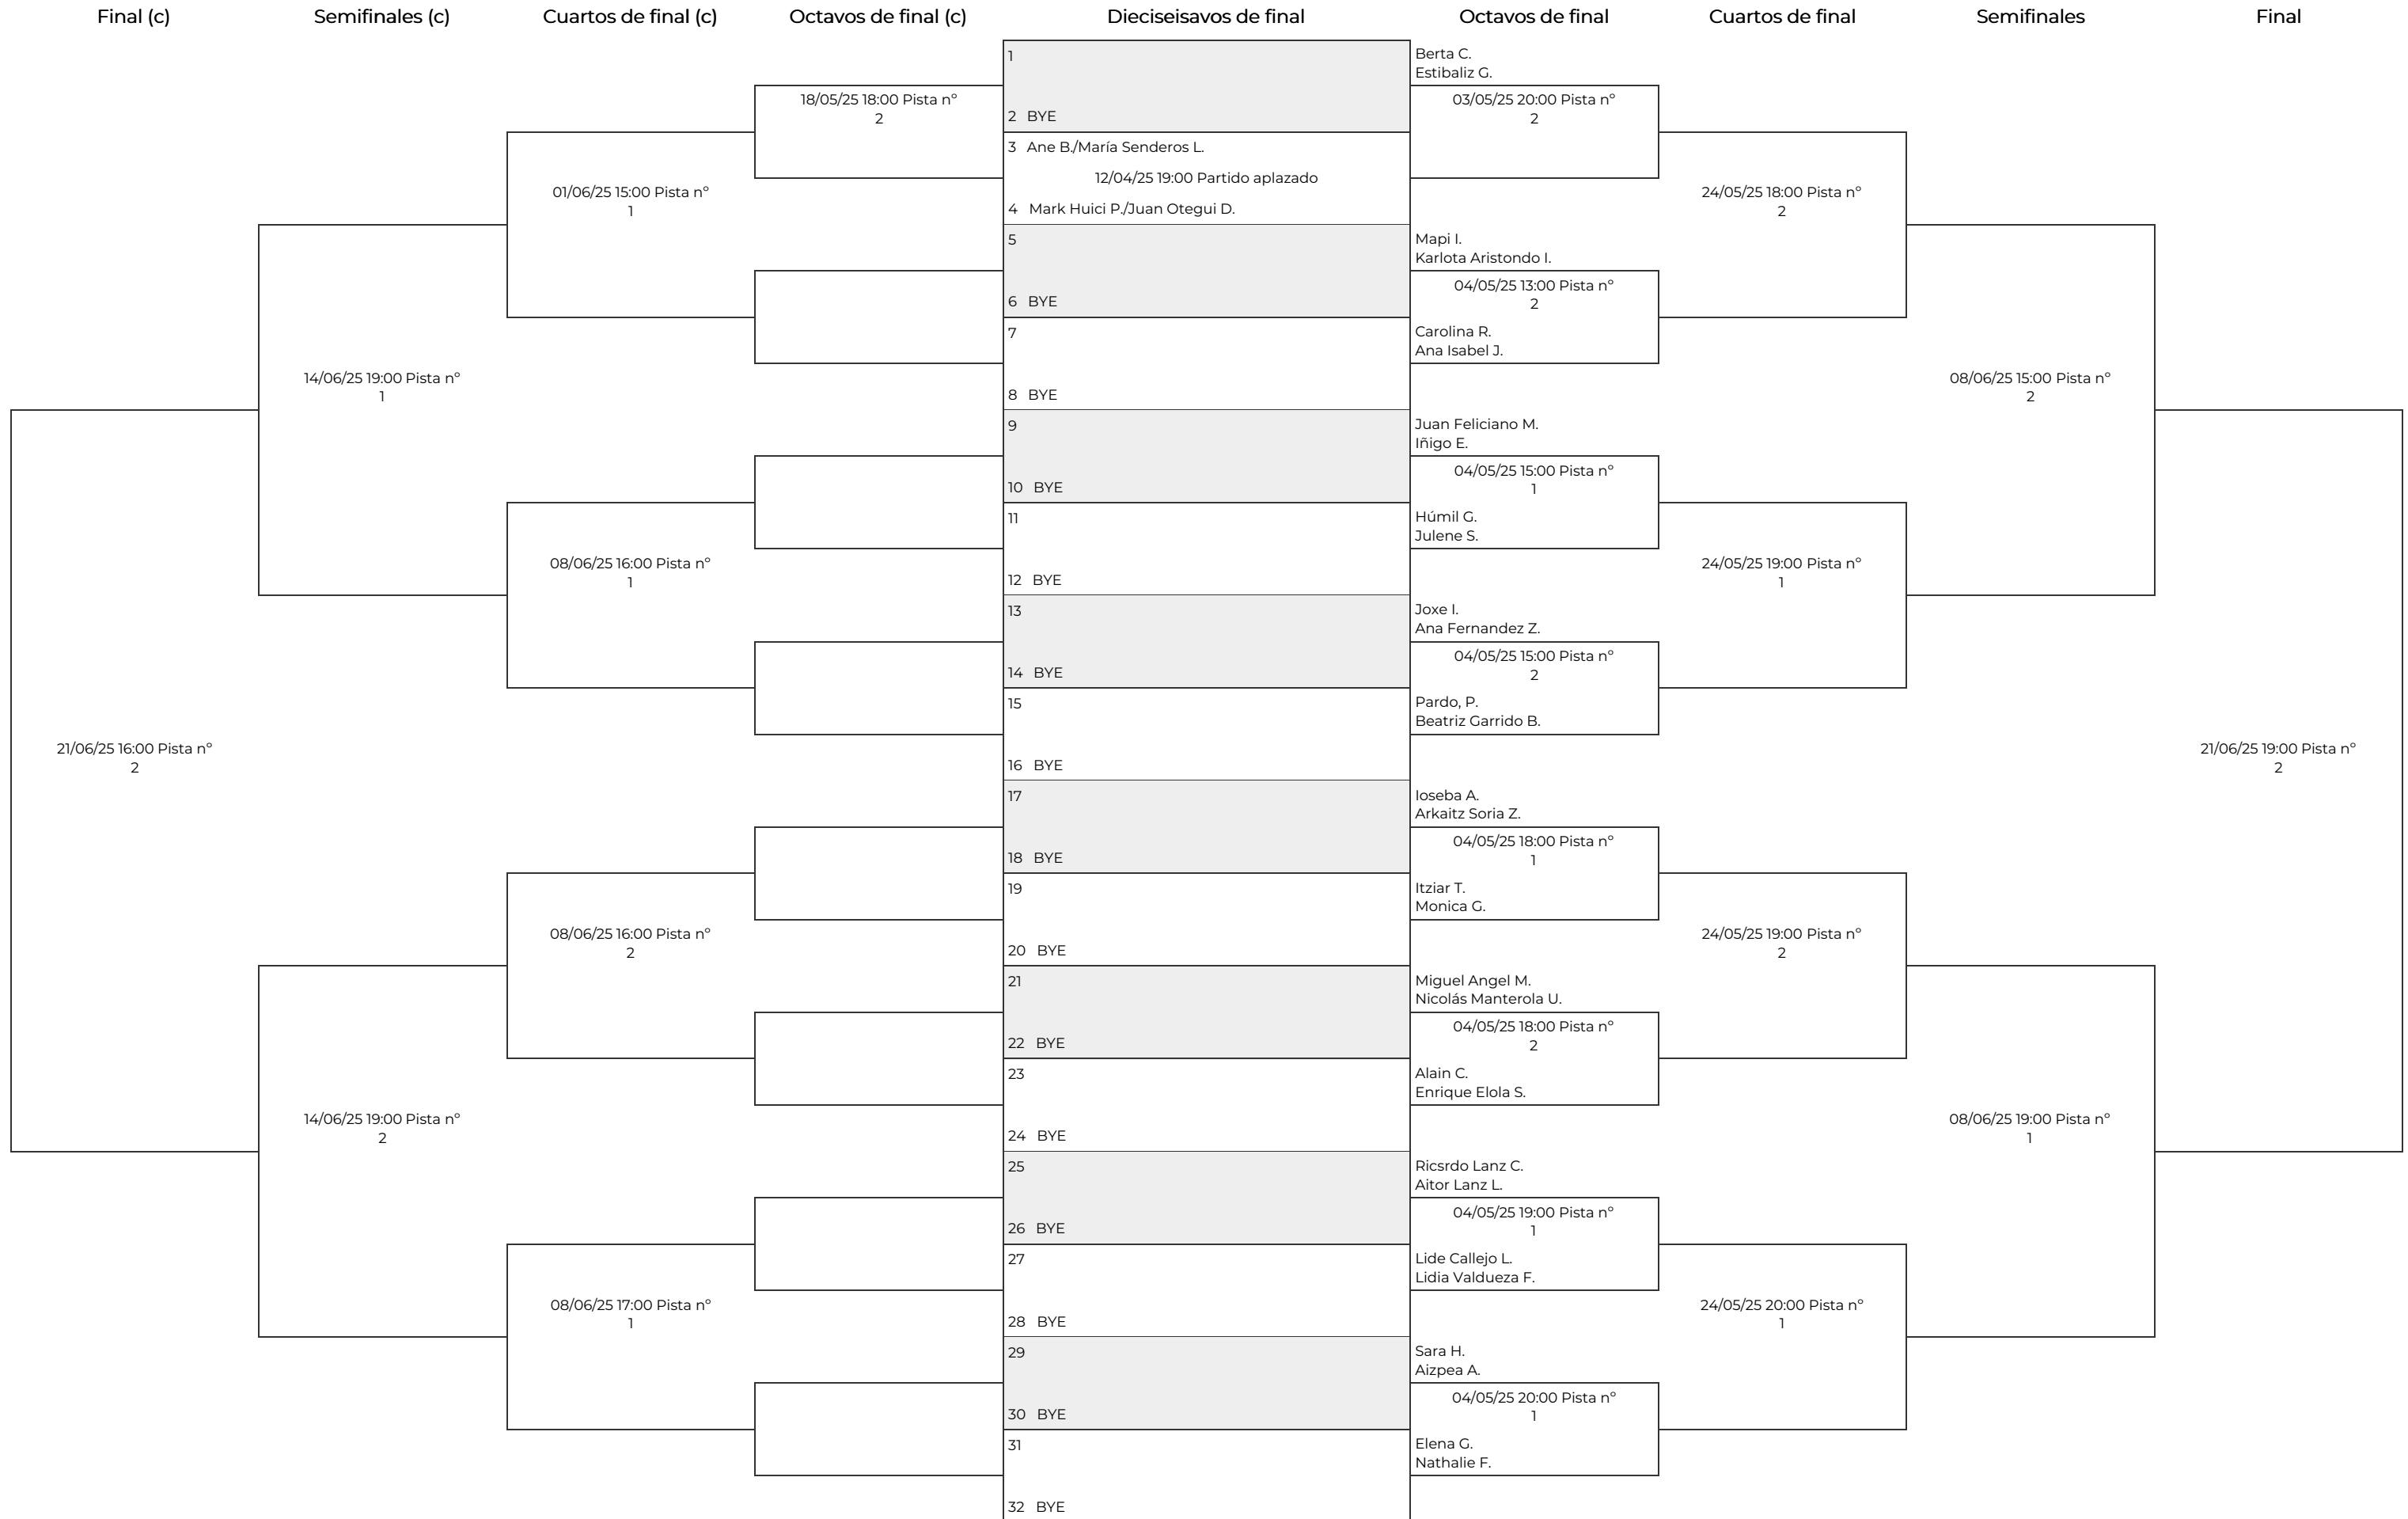 Final (c)
Semifinales (c)
Cuartos de final (c)
Octavos de final (c)
Dieciseisavos de final
Octavos de final
Cuartos de final
Semifinales
Final
21/06/25 16:00 Pista nº
2
14/06/25 19:00 Pista nº
1
14/06/25 19:00 Pista nº
2
01/06/25 15:00 Pista nº
1
08/06/25 16:00 Pista nº
1
08/06/25 16:00 Pista nº
2
08/06/25 17:00 Pista nº
1
18/05/25 18:00 Pista nº
2
1
2 BYE
3 Ane B./María Senderos L.
12/04/25 19:00 Partido aplazado
4 Mark Huici P./Juan Otegui D.
5
6 BYE
7
8 BYE
9
10 BYE
11
12 BYE
13
14 BYE
15
16 BYE
17
18 BYE
19
20 BYE
21
22 BYE
23
24 BYE
25
26 BYE
27
28 BYE
29
30 BYE
31
32 BYE
Berta C.
Estibaliz G.
03/05/25 20:00 Pista nº
2
Mapi I.
Karlota Aristondo I.
04/05/25 13:00 Pista nº
2
Carolina R.
Ana Isabel J.
Juan Feliciano M.
Iñigo E.
04/05/25 15:00 Pista nº
1
Húmil G.
Julene S.
Joxe I.
Ana Fernandez Z.
04/05/25 15:00 Pista nº
2
Pardo, P.
Beatriz Garrido B.
Ioseba A.
Arkaitz Soria Z.
04/05/25 18:00 Pista nº
1
Itziar T.
Monica G.
Miguel Angel M.
Nicolás Manterola U.
04/05/25 18:00 Pista nº
2
Alain C.
Enrique Elola S.
Ricsrdo Lanz C.
Aitor Lanz L.
04/05/25 19:00 Pista nº
1
Lide Callejo L.
Lidia Valdueza F.
Sara H.
Aizpea A.
04/05/25 20:00 Pista nº
1
Elena G.
Nathalie F.
24/05/25 18:00 Pista nº
2
24/05/25 19:00 Pista nº
1
24/05/25 19:00 Pista nº
2
24/05/25 20:00 Pista nº
1
08/06/25 15:00 Pista nº
2
08/06/25 19:00 Pista nº
1
21/06/25 19:00 Pista nº
2